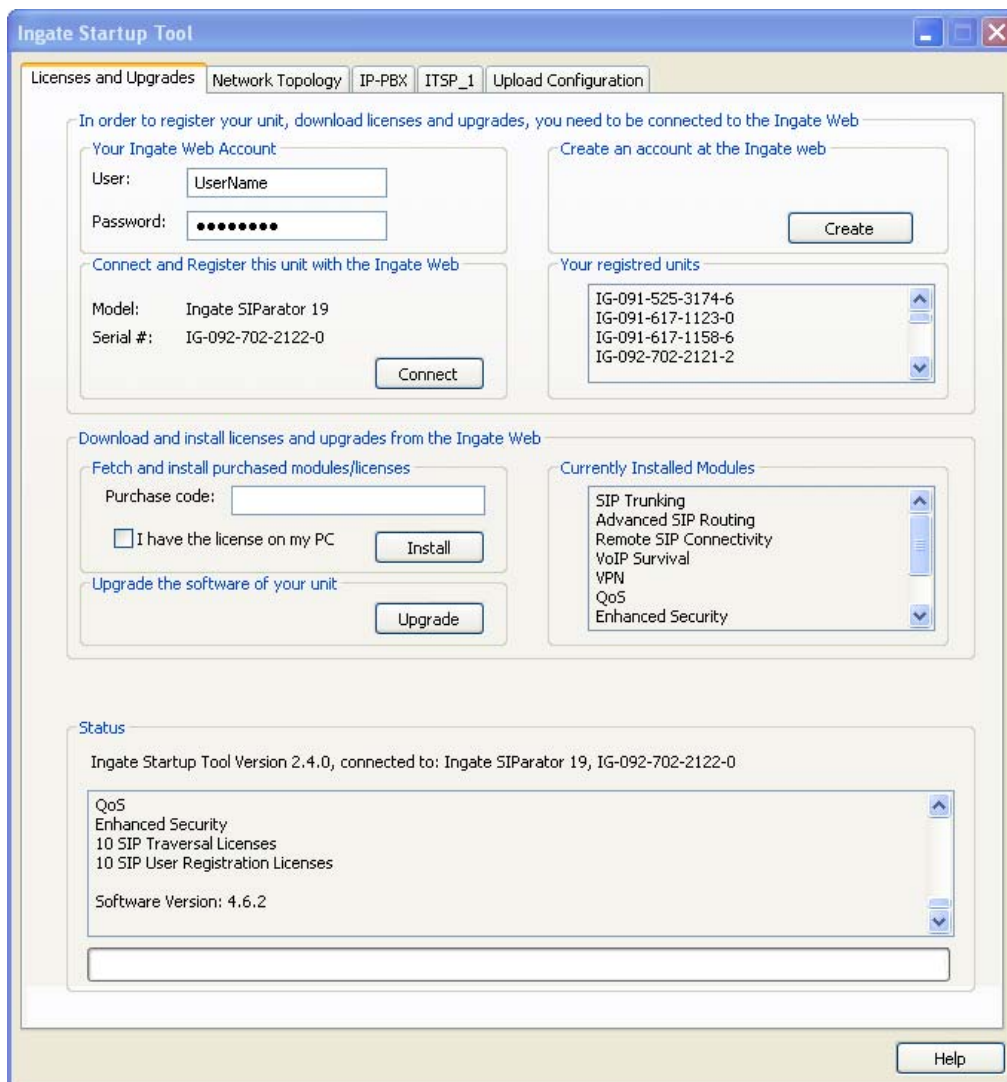 Ingate Startup Tool
Licenses and Upgrades
Network Topology
IP-PBX
ITSP_1
Upload Configuration
In order to register your unit, download licenses and upgrades, you need to be connected to the Ingate Web
Your Ingate Web Account
User:
UserName
Password:
Create an account at the Ingate web
Create
Connect and Register this unit with the Ingate Web
Model: Ingate SIParator 19
Serial #: IG-092-702-2122-0
Connect
Your registred units
IG-091-525-3174-6
IG-091-617-1123-0
IG-091-617-1158-6
IG-092-702-2121-2
Download and install licenses and upgrades from the Ingate Web
Fetch and install purchased modules/licenses
Purchase code:
I have the license on my PC
Install
Upgrade the software of your unit
Upgrade
Currently Installed Modules
SIP Trunking
Advanced SIP Routing
Remote SIP Connectivity
VoIP Survival
VPN
QoS
Enhanced Security
Status
Ingate Startup Tool Version 2.4.0, connected to: Ingate SIParator 19, IG-092-702-2122-0
QoS
Enhanced Security
10 SIP Traversal Licenses
10 SIP User Registration Licenses
Software Version: 4.6.2
Help